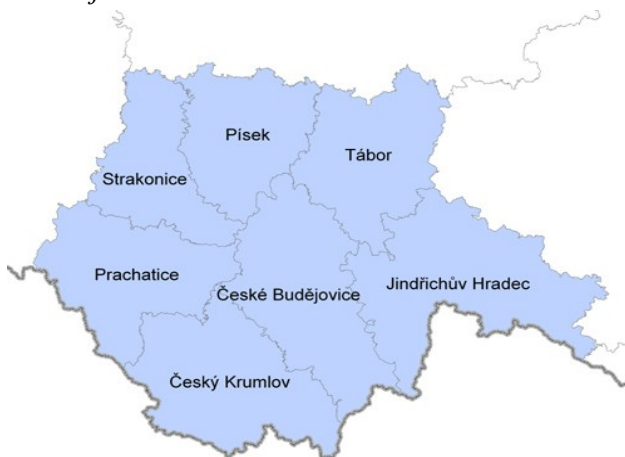 Písek
Tábor
Strakonice
Prachatice
České Budějovice
Jindřichův Hradec
Český Krumlov